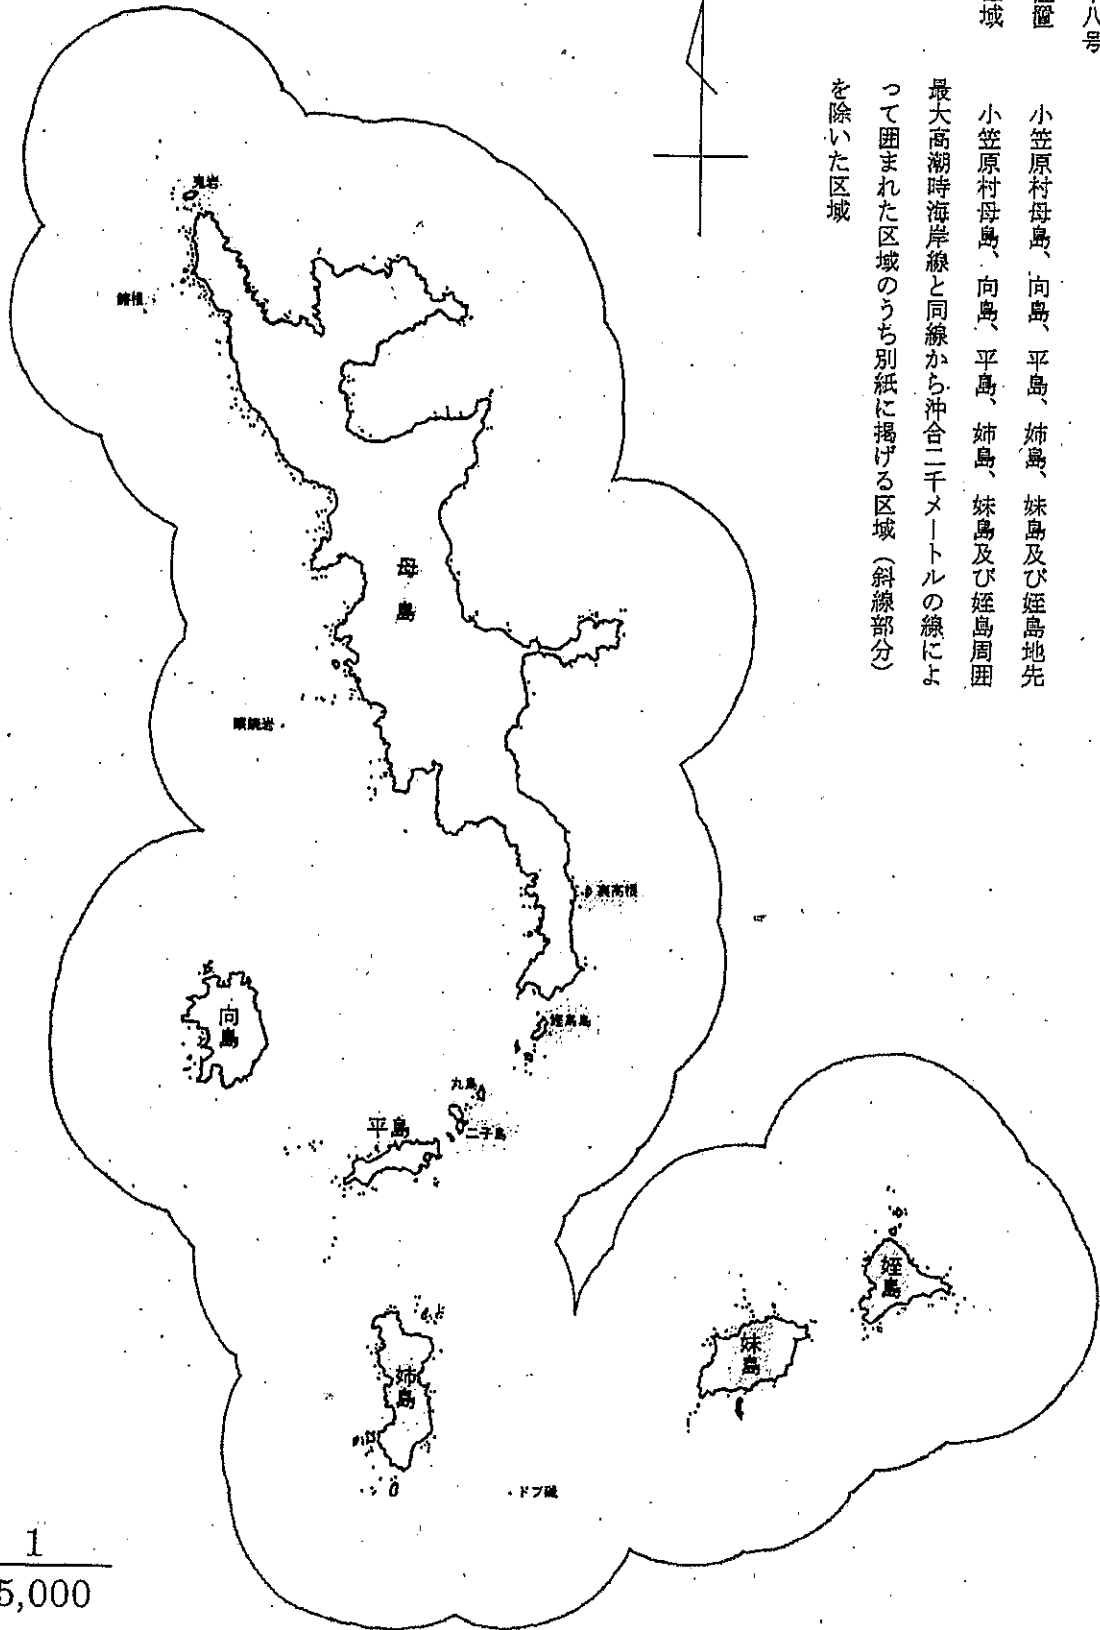 十八号
小笠原村母島、向島、平島、姉島、妹島及び姪島地先
小笠原村母島、向島、平島、姉島、妹島及び姪島周囲
最大高潮時海岸線と同線から沖合二千メートルの線によ
って囲まれた区域のうち別紙に掲げる区域（斜線部分）
を除いた区域
鬼岩
母島
裏高根
向島
丸島
平島
二子島
姪島
妹島
姉島
ドブ磯
1
5,000